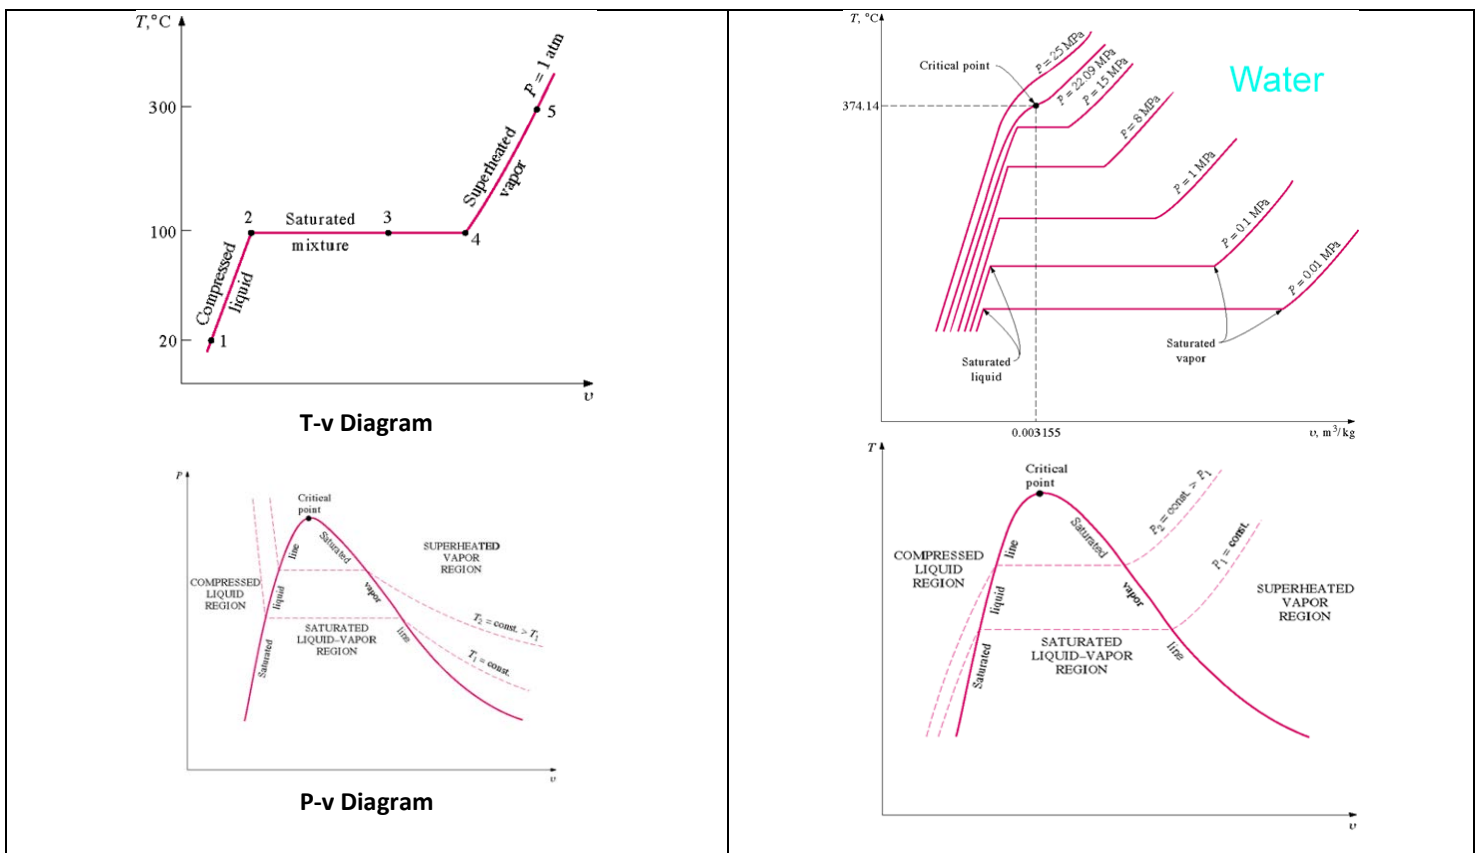 T,°C
300
100
20
Compressed
liquid
1
2
Saturated
mixture
3
4
Superheated
vapor
P = 1 atm
5
υ
T-v Diagram
P
Critical
point
Saturated
liquid
line
Saturated
vapor
line
COMPRESSED
LIQUID
REGION
SUPERHEATED
VAPOR
REGION
SATURATED
LIQUID–VAPOR
REGION
T2 = const. > T1
T1 = const.
υ
P-v Diagram
T, °C
Water
Critical point
374.14
P = 25 MPa
P = 22.09 MPa
P = 15 MPa
P = 8 MPa
P = 1 MPa
P = 0.1 MPa
P = 0.01 MPa
Saturated
liquid
Saturated
vapor
0.003155
υ, m³/kg
T
Critical
point
Saturated
liquid
line
Saturated
vapor
line
COMPRESSED
LIQUID
REGION
P2 = const. > P1
P1 = const.
SUPERHEATED
VAPOR
REGION
SATURATED
LIQUID–VAPOR
REGION
υ